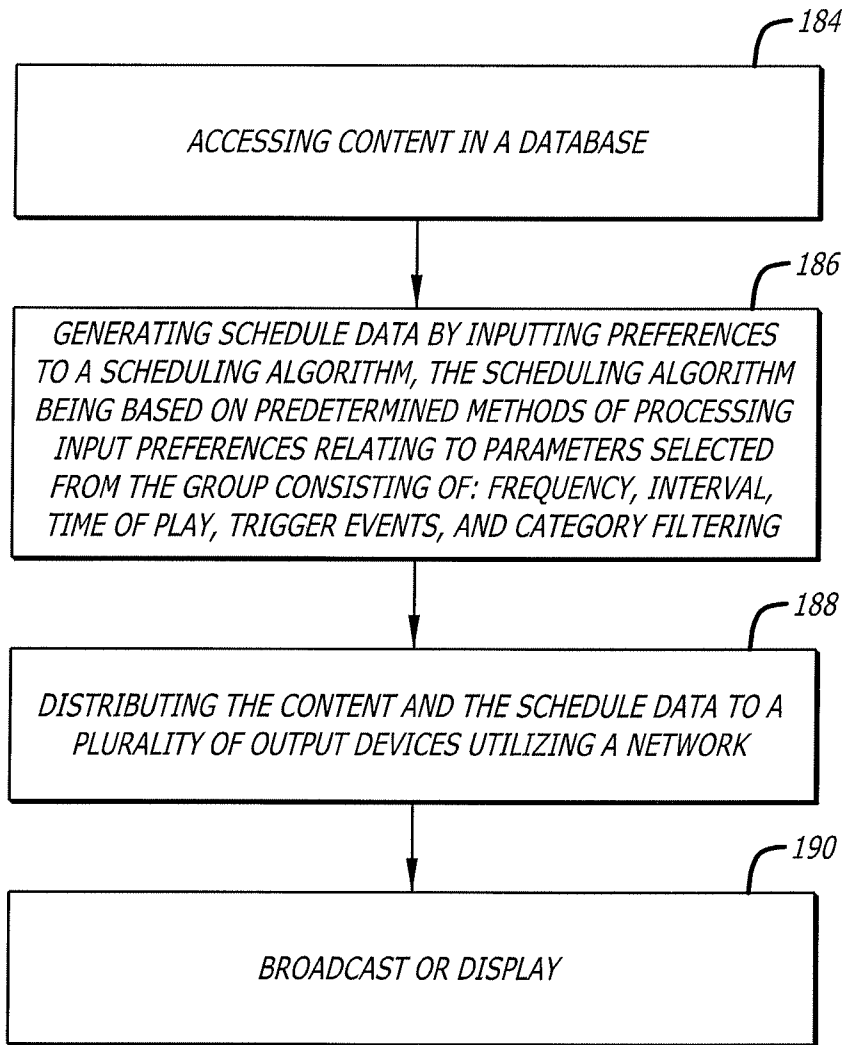 184
ACCESSING CONTENT IN A DATABASE
186
GENERATING SCHEDULE DATA BY INPUTTING PREFERENCES
TO A SCHEDULING ALGORITHM, THE SCHEDULING ALGORITHM
BEING BASED ON PREDETERMINED METHODS OF PROCESSING
INPUT PREFERENCES RELATING TO PARAMETERS SELECTED
FROM THE GROUP CONSISTING OF: FREQUENCY, INTERVAL,
TIME OF PLAY, TRIGGER EVENTS, AND CATEGORY FILTERING
188
DISTRIBUTING THE CONTENT AND THE SCHEDULE DATA TO A
PLURALITY OF OUTPUT DEVICES UTILIZING A NETWORK
190
BROADCAST OR DISPLAY